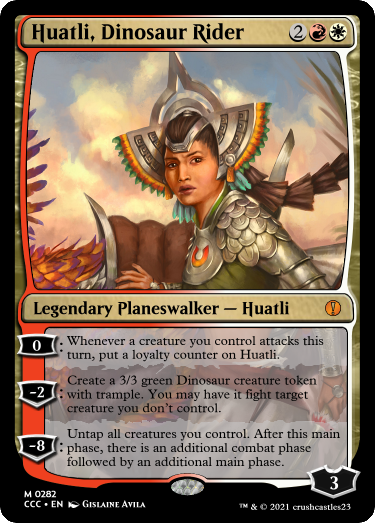 Huatli, Dinosaur Rider 2
Legendary Planeswalker — Huatli
0: Whenever a creature you control attacks this
turn, put a loyalty counter on Huatli.
-2: Create a 3/3 green Dinosaur creature token
with trample. You may have it fight target
creature you don't control.
-8: Untap all creatures you control. After this main
phase, there is an additional combat phase
followed by an additional main phase.
3
M 0282
CCC • EN Gislaine Avila
™ & © 2021 crushcastles23